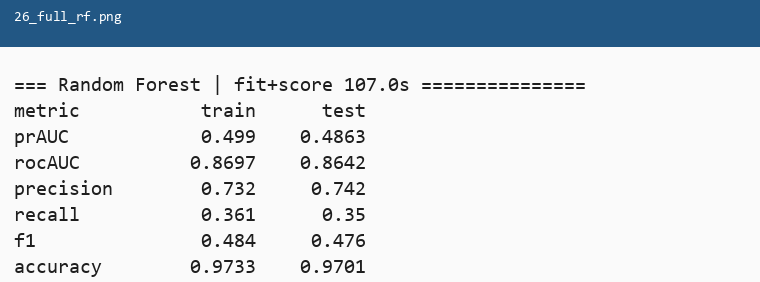 26_full_rf.png
=== Random Forest | fit+score 107.0s ===============
metric train test
prAUC 0.499 0.4863
rocAUC 0.8697 0.8642
precision 0.732 0.742
recall 0.361 0.35
f1 0.484 0.476
accuracy 0.9733 0.9701